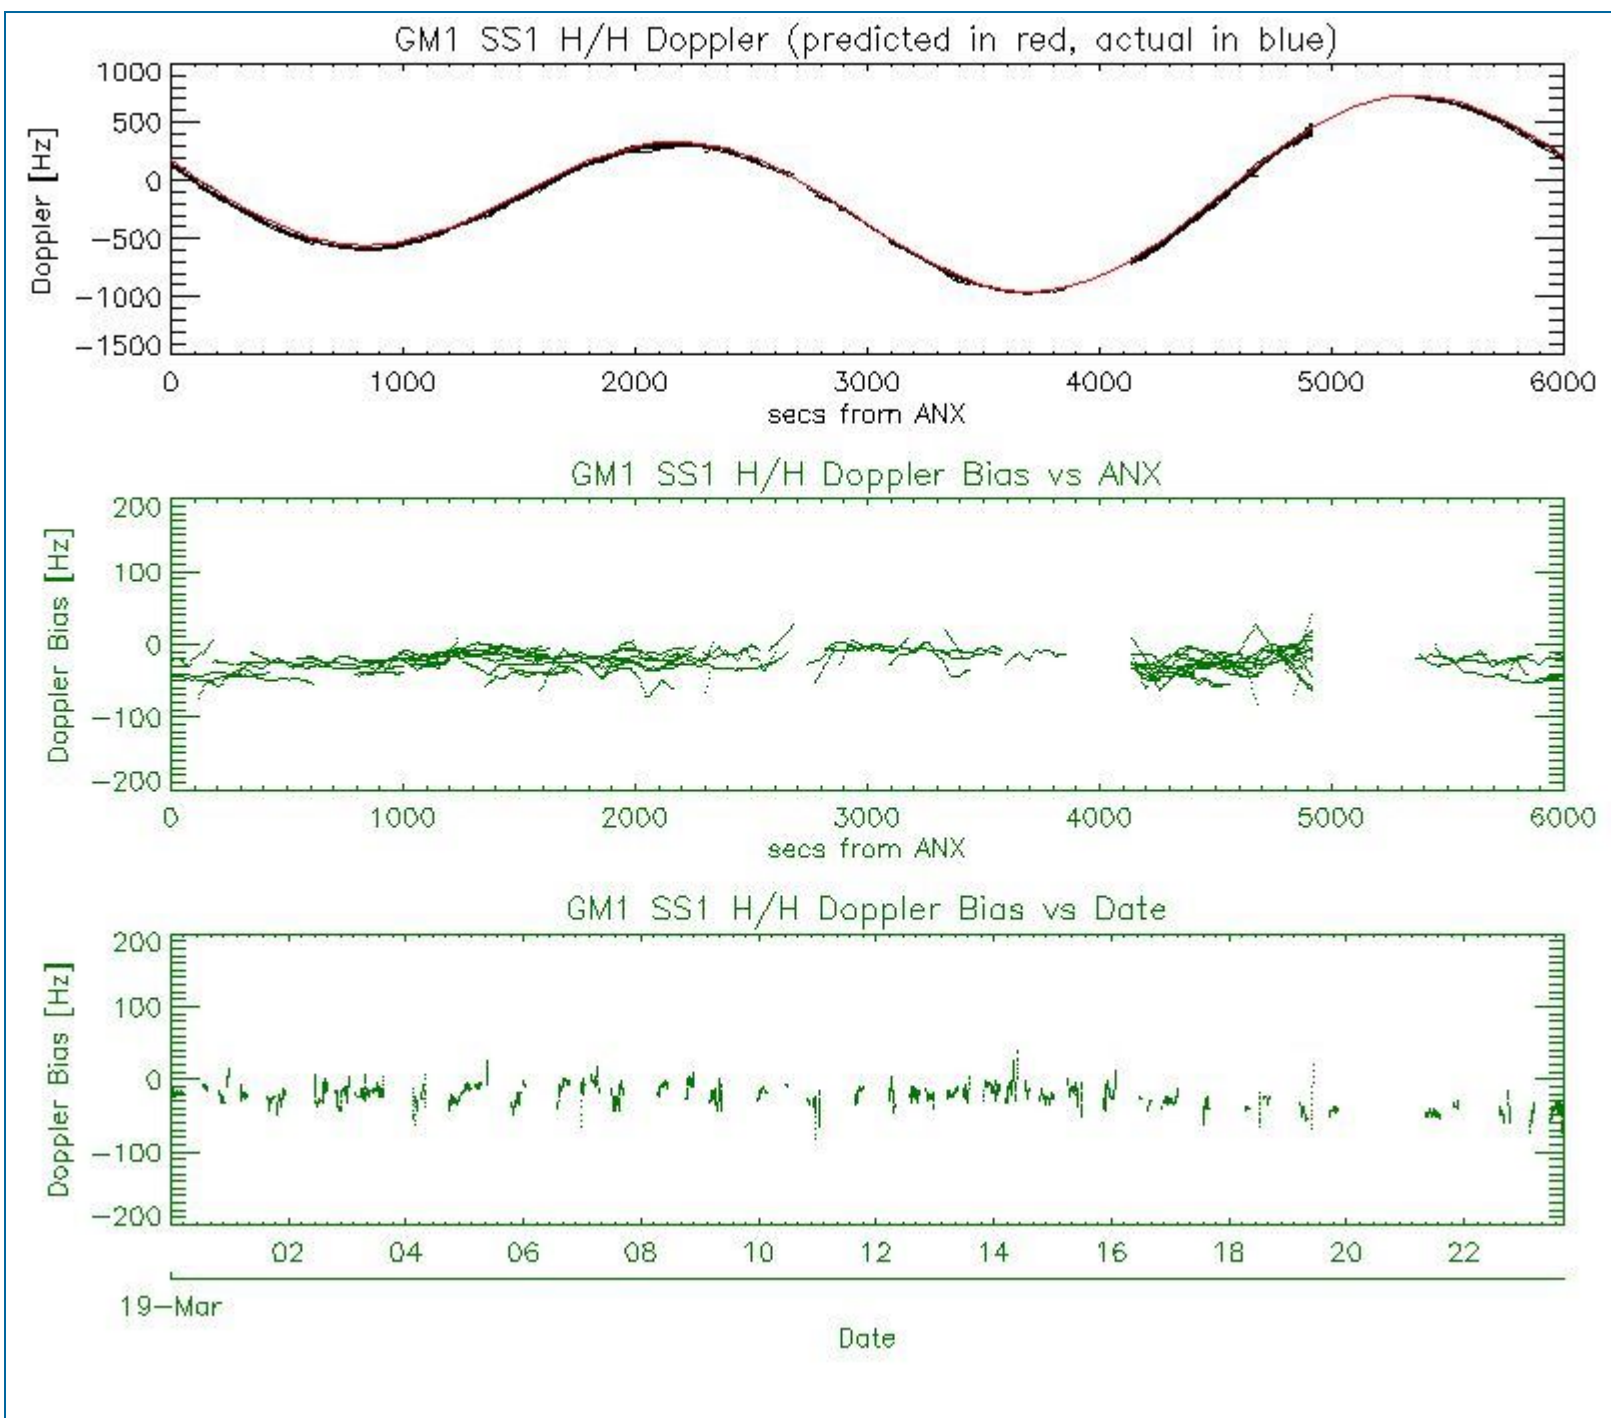 GM1 SS1 H/H Doppler (predicted in red, actual in blue)
1000
500
0
−500
−1000
−1500
Doppler [Hz]
0 1000 2000 3000 4000 5000 6000
secs from ANX
GM1 SS1 H/H Doppler Bias vs ANX
200
100
0
−100
−200
Doppler Bias [Hz]
0 1000 2000 3000 4000 5000 6000
secs from ANX
GM1 SS1 H/H Doppler Bias vs Date
200
100
0
−100
−200
Doppler Bias [Hz]
02 04 06 08 10 12 14 16 18 20 22
19−Mar
Date